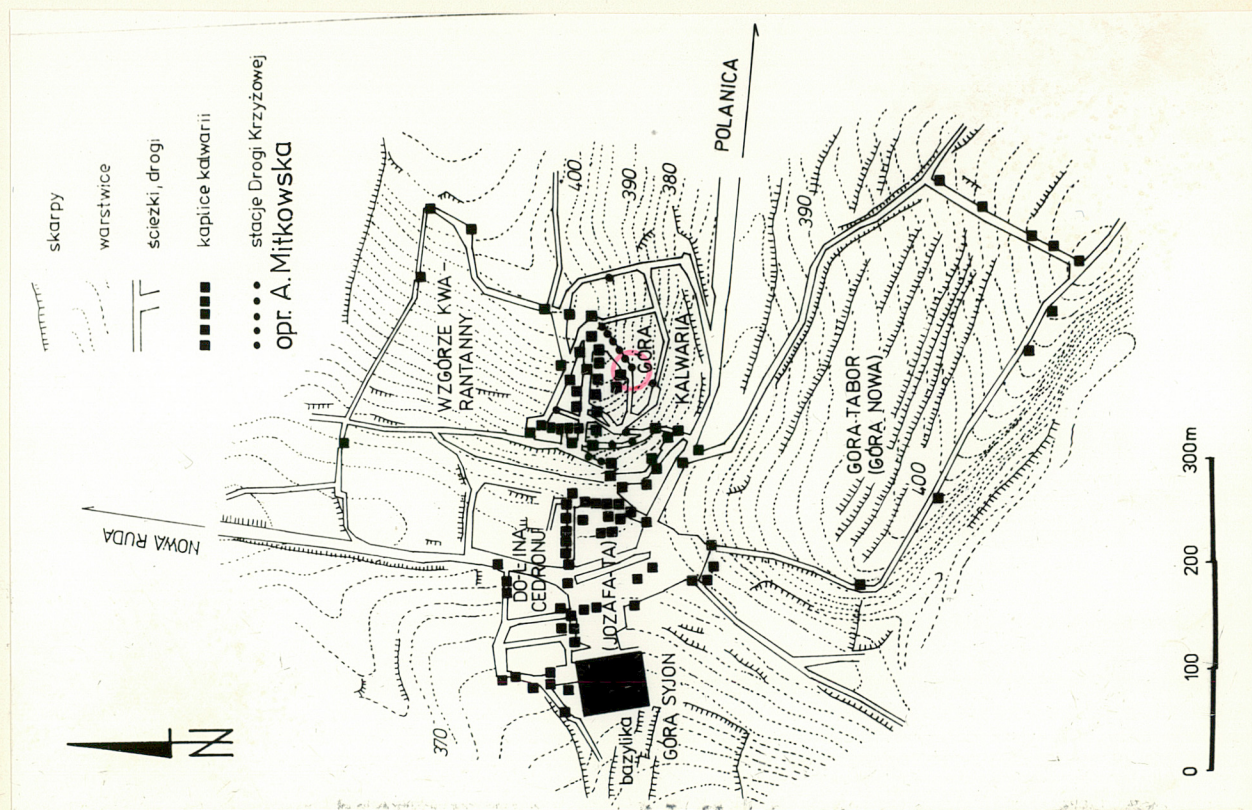 skarpy
warstwice
ścieżki, drogi
kaplice kalwarii
stacje Drogi Krzyżowej
opr. A. Mitkowska
NOWA RUDA
POLANICA
WZGÓRZE KWA–
RANTANNY
400
390
380
GÓRA
KALWARIA
390
DO-LINA
CEDRONU
(JOZAFA-TA)
GÓRA-TABOR
(GÓRA NOWA)
400
370
bazylika
GÓRA SYJON
N
0 100 200 300m